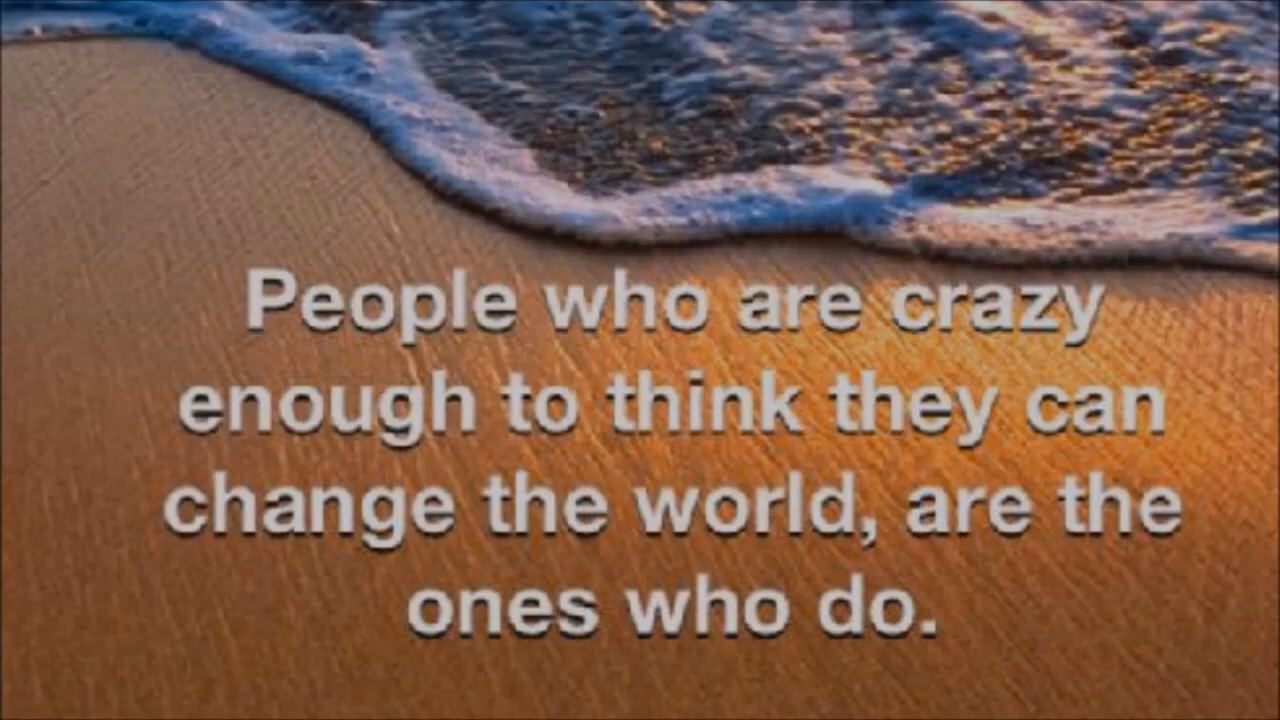 People who are crazy
enough to think they can
change the world, are the
ones who do.